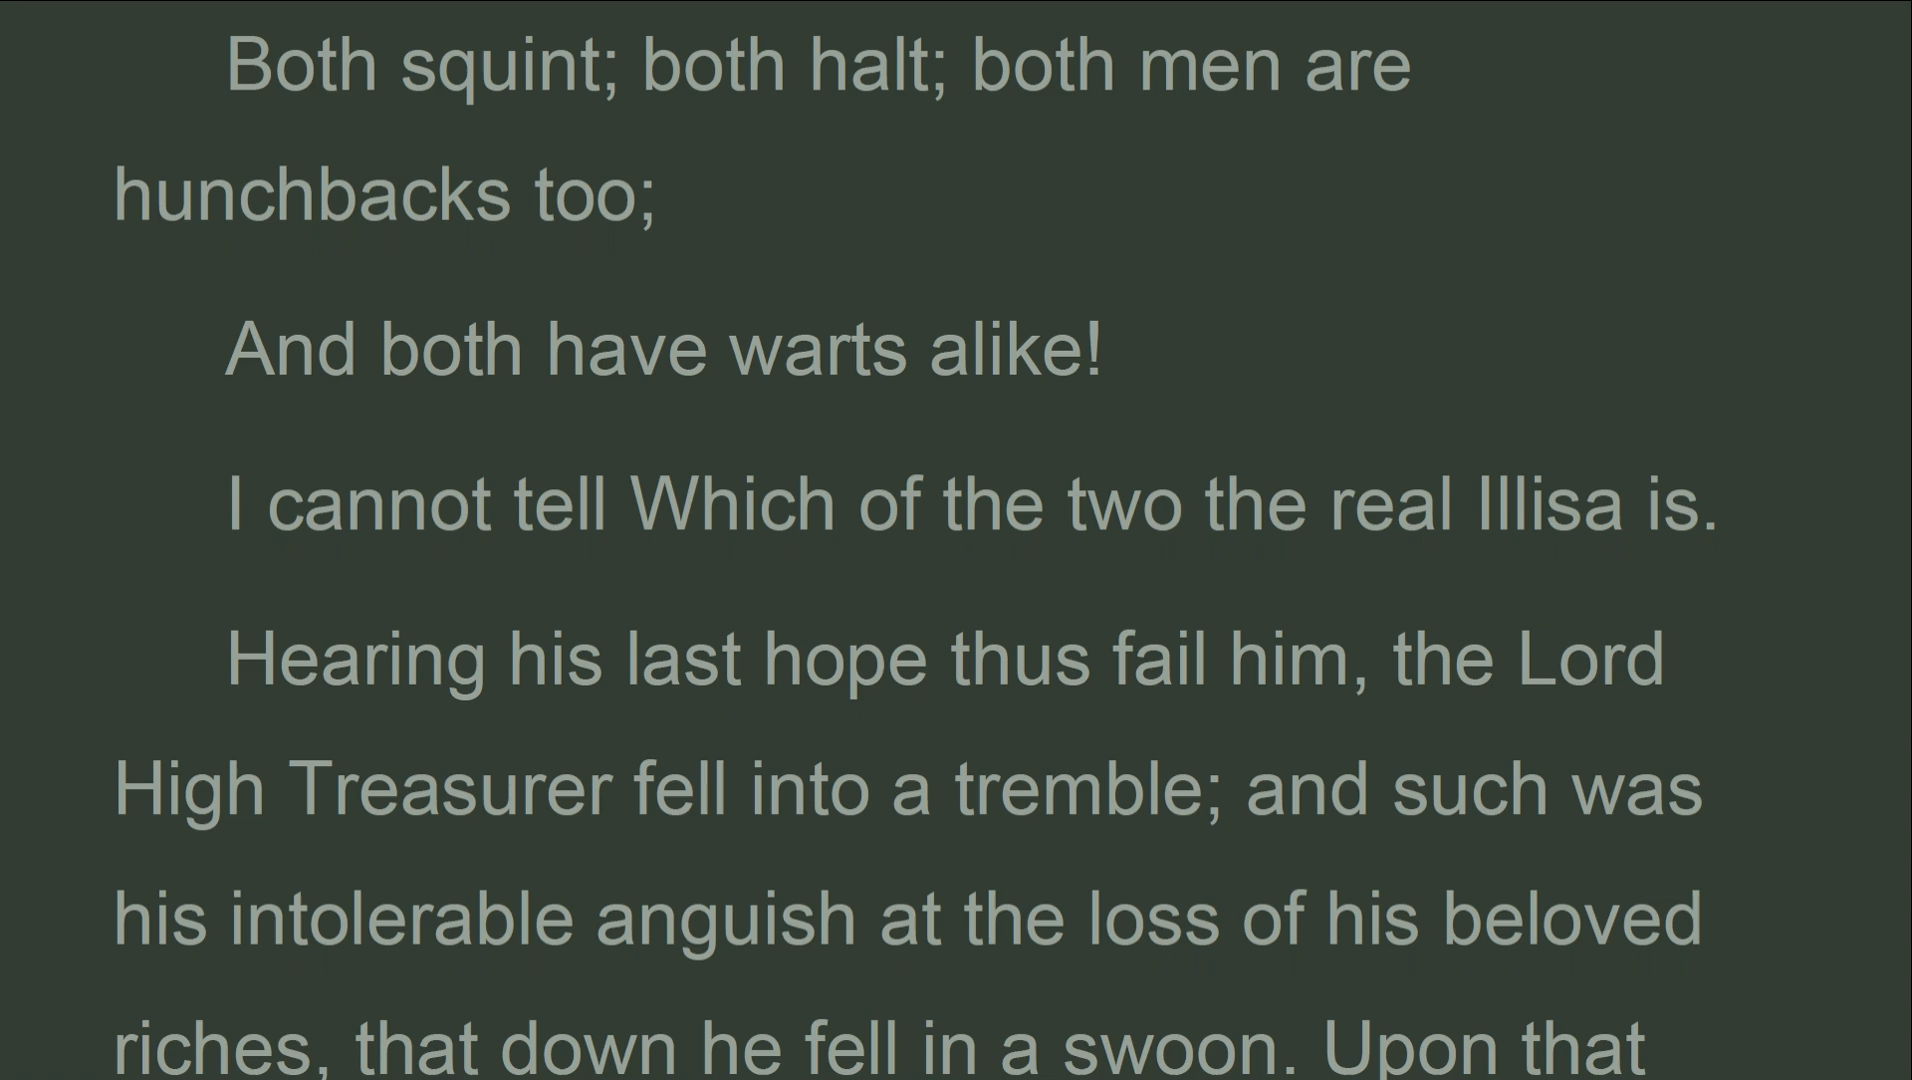 Both squint; both halt; both men are
hunchbacks too;
And both have warts alike!
I cannot tell Which of the two the real Illisa is.
Hearing his last hope thus fail him, the Lord
High Treasurer fell into a tremble; and such was
his intolerable anguish at the loss of his beloved
riches, that down he fell in a swoon. Upon that